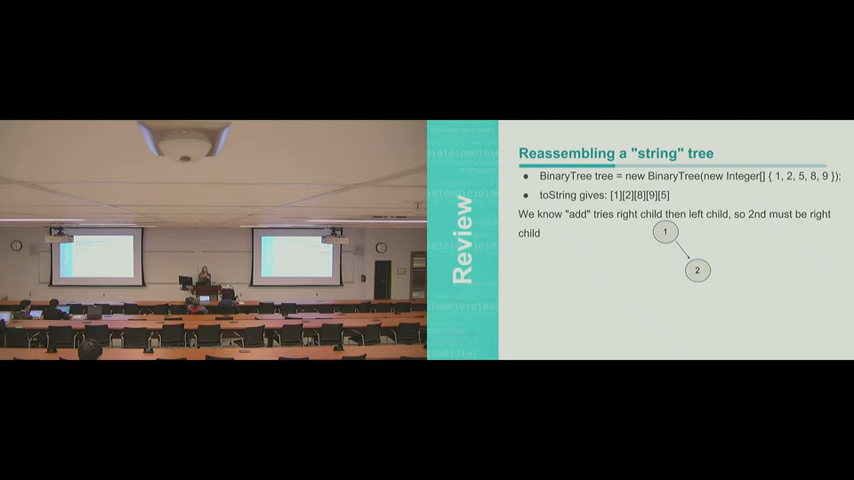 Review
Reassembling a "string" tree
● BinaryTree tree = new BinaryTree(new Integer[] { 1, 2, 5, 8, 9 });
● toString gives: [1][2][8][9][5]
We know "add" tries right child then left child, so 2nd must be right
child
1
2